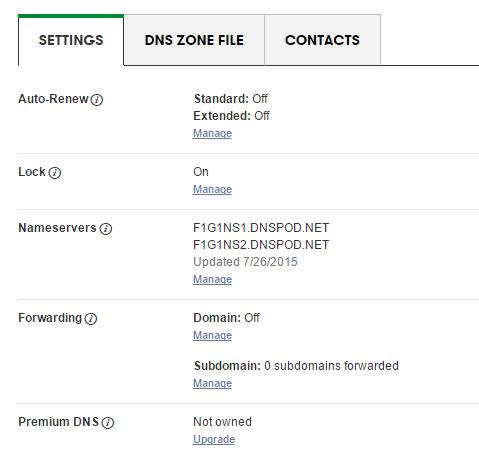 SETTINGS
DNS ZONE FILE
CONTACTS
Auto-Renew
Standard: Off
Extended: Off
Manage
Lock
On
Manage
Nameservers
F1G1NS1.DNSPOD.NET
F1G1NS2.DNSPOD.NET
Updated 7/26/2015
Manage
Forwarding
Domain: Off
Manage
Subdomain: 0 subdomains forwarded
Manage
Premium DNS
Not owned
Upgrade